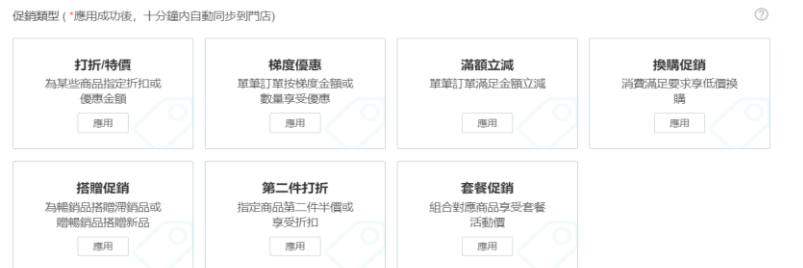 促銷類型 ( *應用成功後，十分鐘內自動同步到門店)
打折/特價
為某些商品指定折扣或
優惠金額
應用
梯度優惠
單筆訂單按梯度金額或
數量享受優惠
應用
滿額立減
單筆訂單滿足金額立減
應用
換購促銷
消費滿足要求享低價換
購
應用
搭贈促銷
為暢銷品搭贈滯銷品或
贈暢銷品搭贈新品
應用
第二件打折
指定商品第二件半價或
享受折扣
應用
套餐促銷
組合對應商品享受套餐
活動價
應用